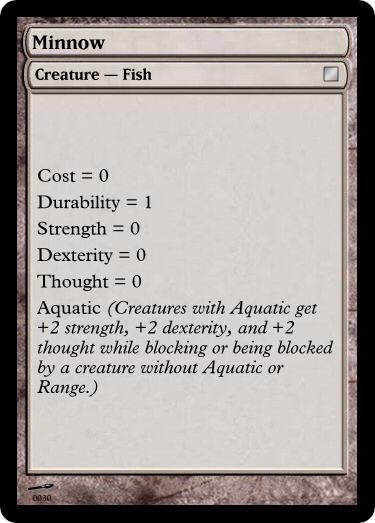 Minnow
Creature — Fish
Cost = 0
Durability = 1
Strength = 0
Dexterity = 0
Thought = 0
Aquatic (Creatures with Aquatic get
+2 strength, +2 dexterity, and +2
thought while blocking or being blocked
by a creature without Aquatic or
Range.)
0030